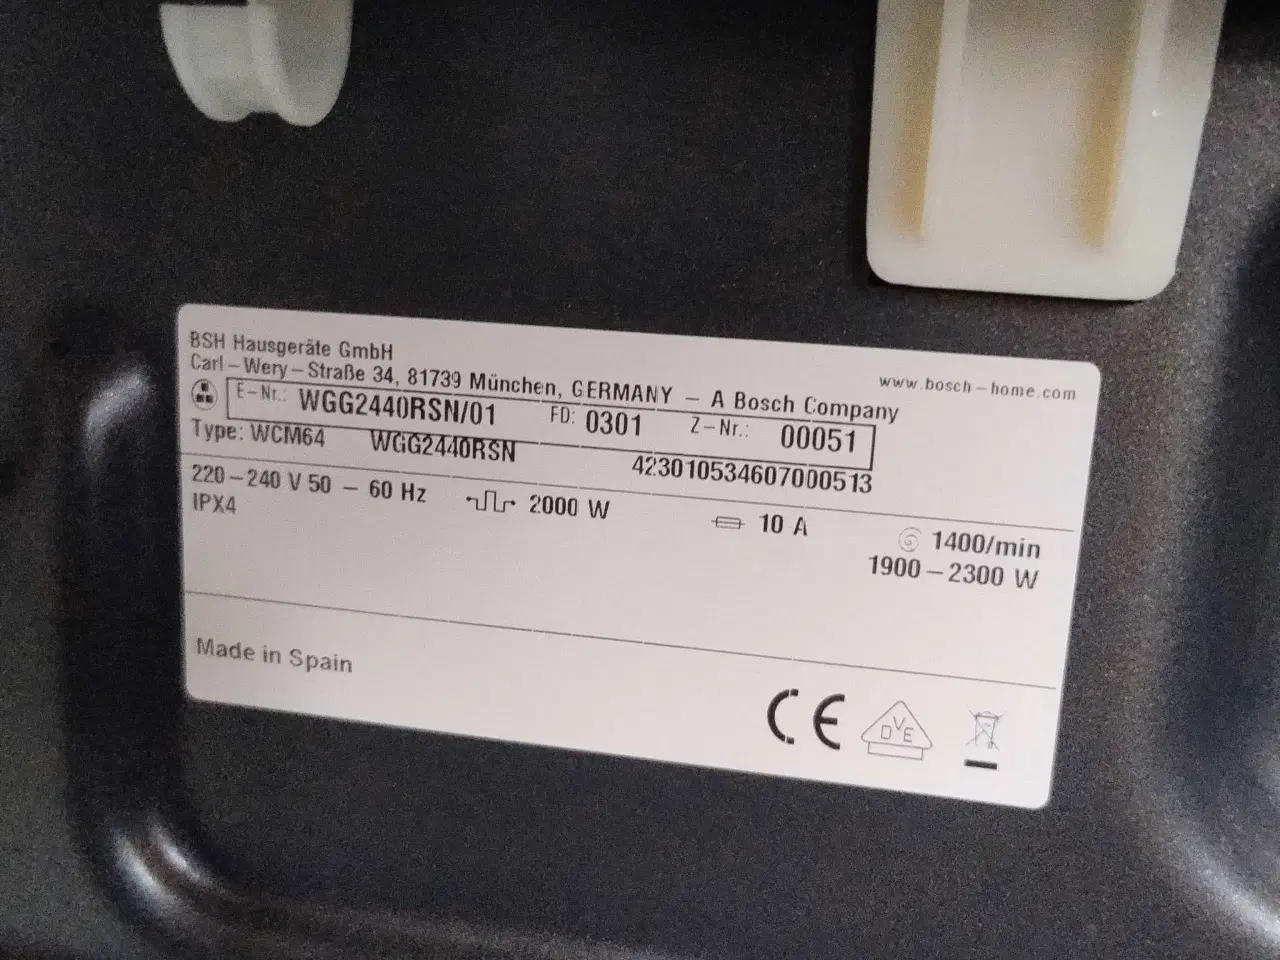 BSH Hausgeräte GmbH
Carl-Wery-Straße 34, 81739 München, GERMANY - A Bosch Company
www.bosch-home.com
E-Nr.: WGG2440RSN/01 FD: 0301 Z-Nr.: 00051
Type: WCM64 WGG2440RSN 423010534607000513
220-240 V 50 - 60 Hz 2000 W 10 A 1400/min
IPX4 1900-2300 W
Made in Spain
CE DVE